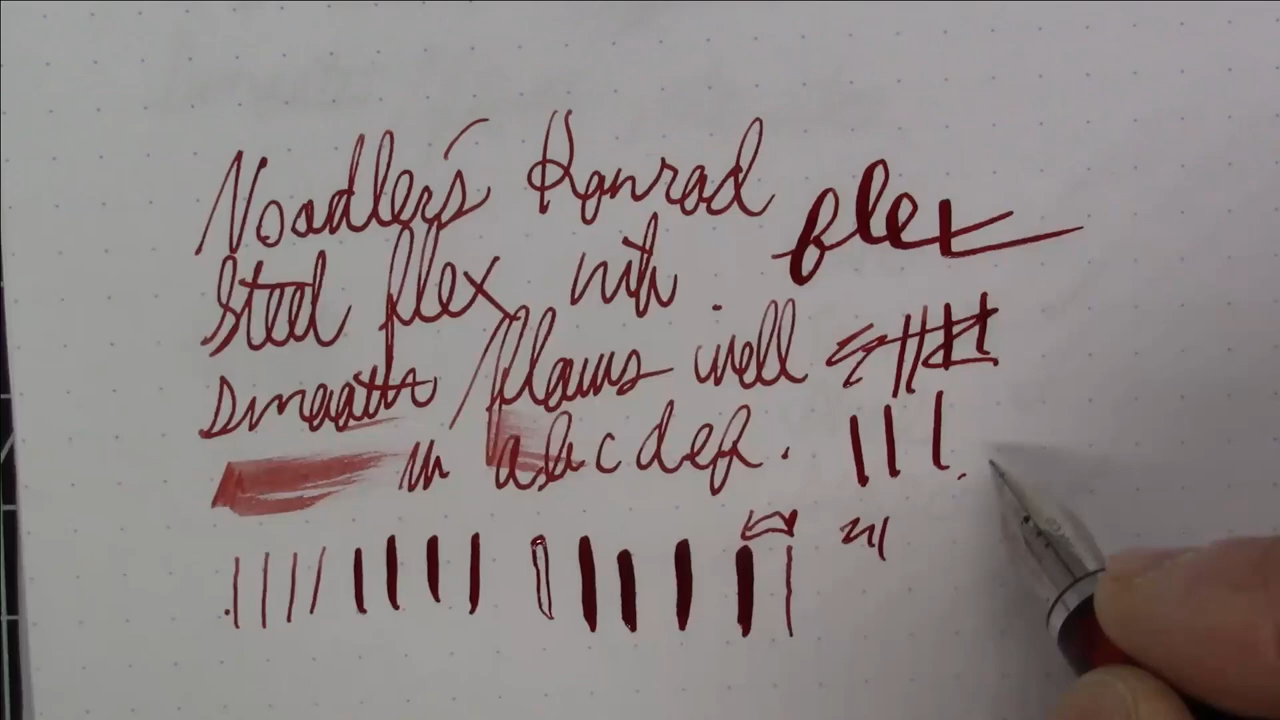 Noodler's Konrad
flex
Steel flex nib
smooth / flows well
abcdef.